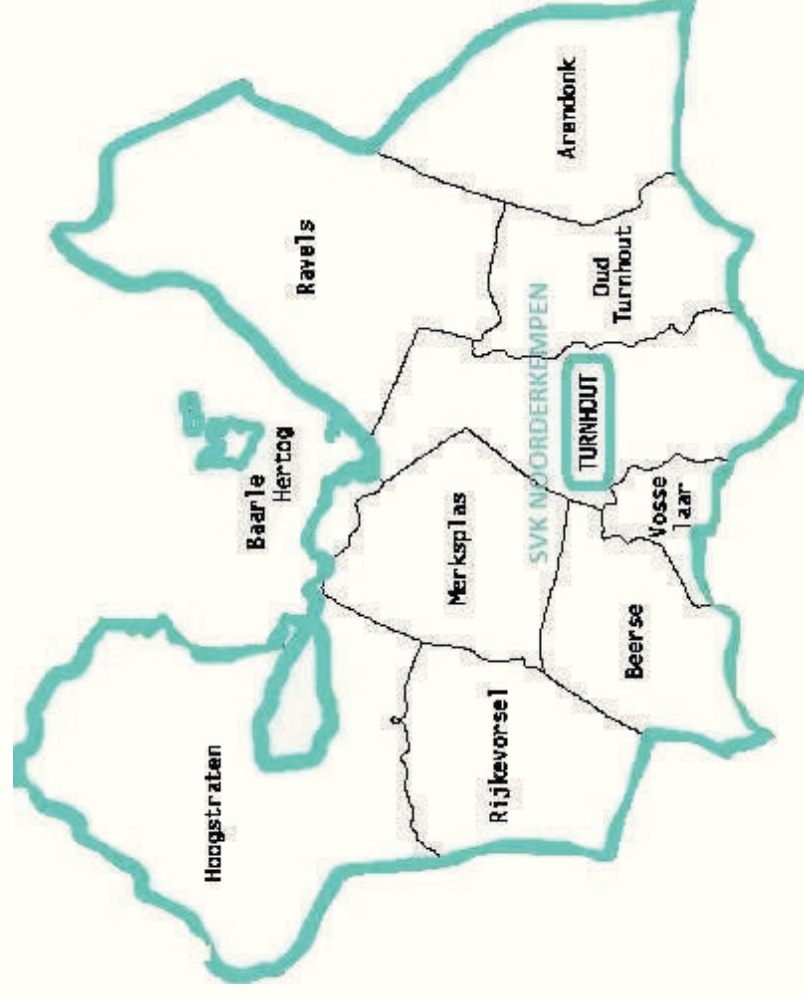 Hoogstraten
Baarle
Hertog
Ravels
Merksplas
Rijkevorsel
Arendonk
SVK NOORDERKEMPEN
TURNHOUT
Oud
Turnhout
Vosse
laar
Beerse